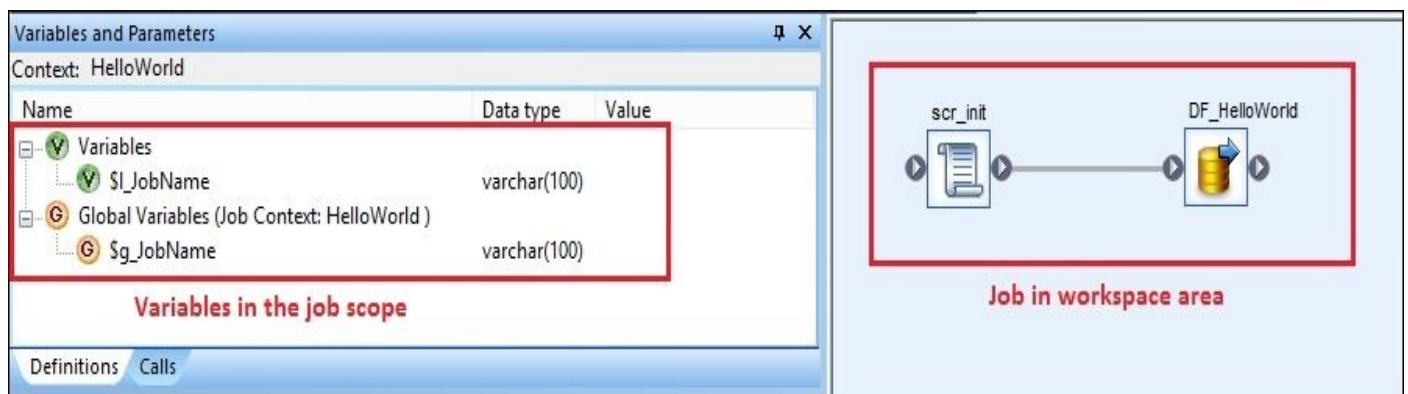 Variables and Parameters
Context: HelloWorld
Name Data type Value
V Variables
V $l_JobName varchar(100)
G Global Variables (Job Context: HelloWorld )
G $g_JobName varchar(100)
Variables in the job scope
Definitions Calls
scr_init DF_HelloWorld
Job in workspace area